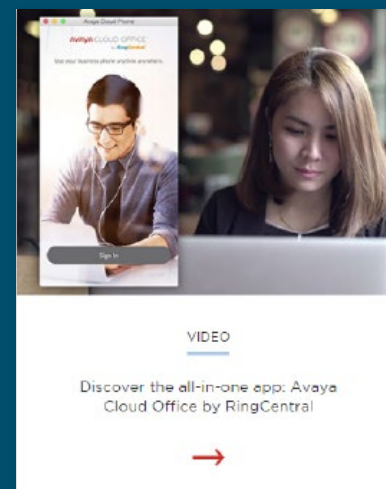 Avaya Cloud Phone
AVAYA CLOUD OFFICE
by RingCentral
Use your business phone anytime anywhere.
Sign In
VIDEO
Discover the all-in-one app: Avaya
Cloud Office by RingCentral